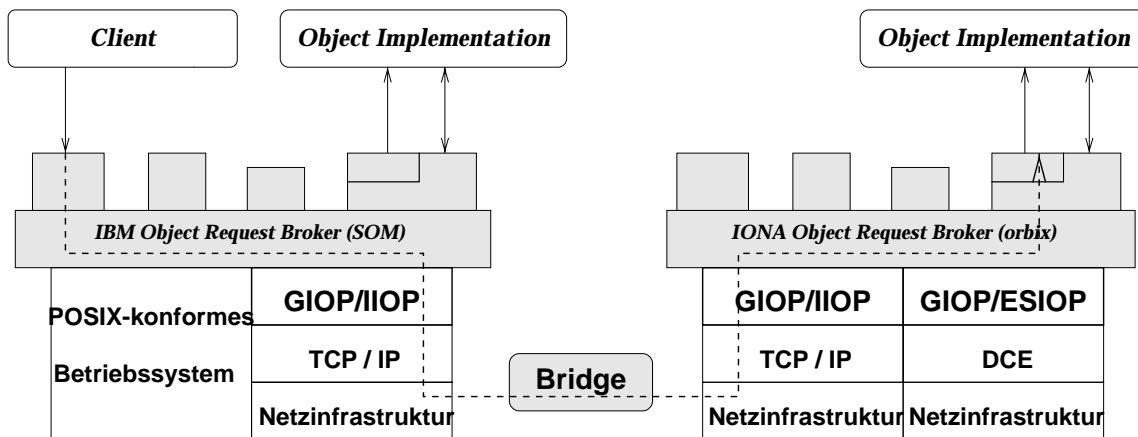 Client
Object Implementation
Object Implementation
IBM Object Request Broker (SOM)
IONA Object Request Broker (orbix)
POSIX-konformes
Betriebssystem
GIOP/IIOP
TCP / IP
Netzinfrastruktur
Bridge
GIOP/IIOP
GIOP/ESIOP
TCP / IP
DCE
Netzinfrastruktur
Netzinfrastruktur